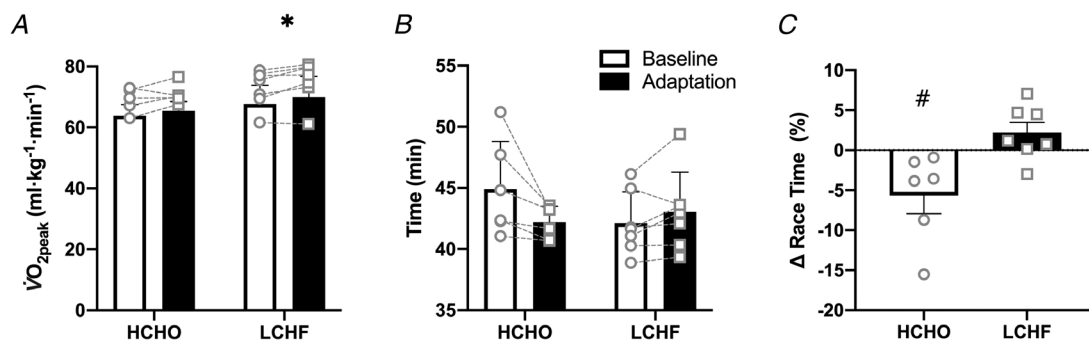 A
*
V̇O2peak (ml·kg-1·min-1)
80
60
40
20
0
HCHO
LCHF
B
Baseline
Adaptation
Time (min)
55
50
45
40
35
HCHO
LCHF
C
#
Δ Race Time (%)
10
5
0
-5
-10
-15
-20
HCHO
LCHF